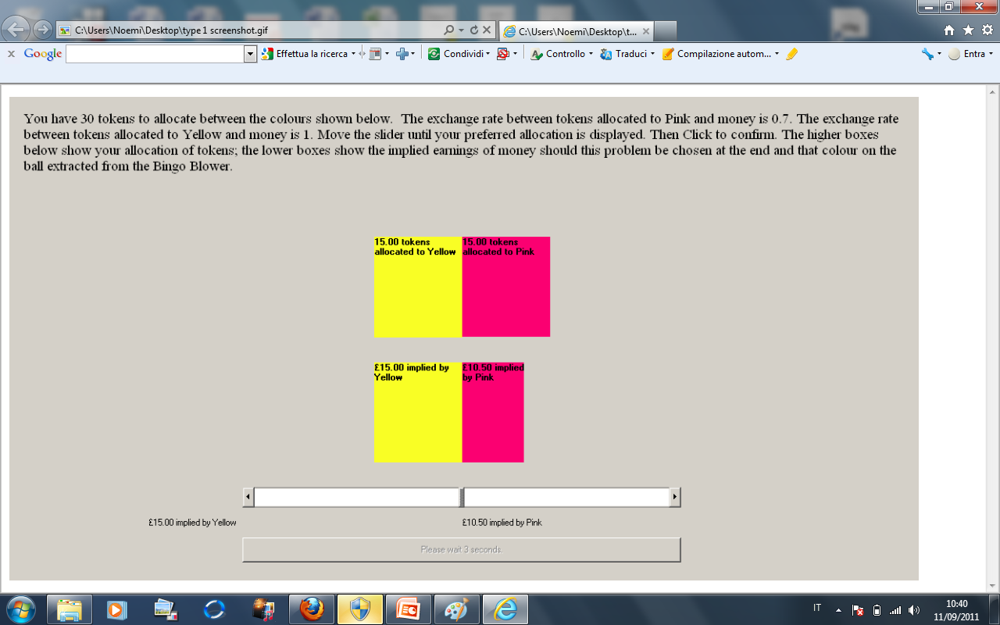 C:\Users\Noemi\Desktop\type 1 screenshot.gif
C:\Users\Noemi\Desktop\t...
x Google Effettua la ricerca Condividi Controllo Traduci Compilazione autom... Entra
You have 30 tokens to allocate between the colours shown below.  The exchange rate between tokens allocated to Pink and money is 0.7. The exchange rate
between tokens allocated to Yellow and money is 1. Move the slider until your preferred allocation is displayed. Then Click to confirm. The higher boxes
below show your allocation of tokens; the lower boxes show the implied earnings of money should this problem be chosen at the end and that colour on the
ball extracted from the Bingo Blower.
15.00 tokens
allocated to Yellow
15.00 tokens
allocated to Pink
£15.00 implied by
Yellow
£10.50 implied
by Pink
£15.00 implied by Yellow
£10.50 implied by Pink
Please wait 3 seconds.
IT
10:40
11/09/2011